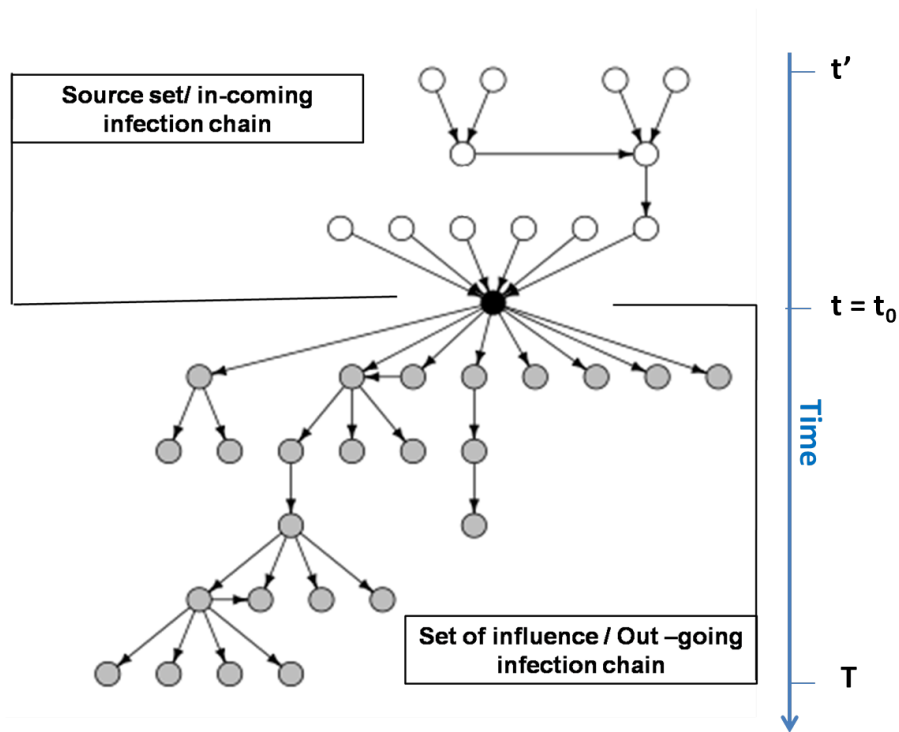 t’
Source set/ in-coming
infection chain
t = t₀
Time
Set of influence / Out –going
infection chain
T